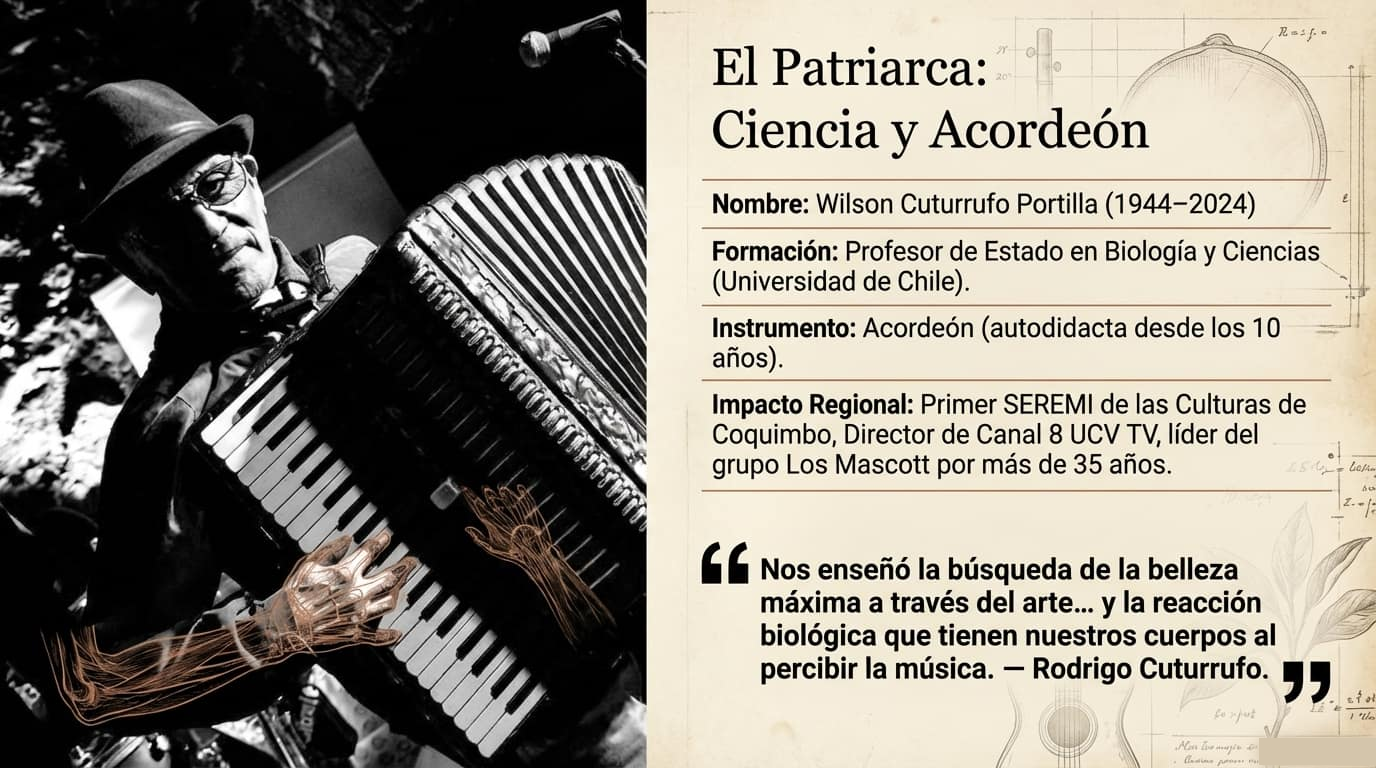 El Patriarca:
Ciencia y Acordeón
Nombre: Wilson Cuturrufo Portilla (1944–2024)
Formación: Profesor de Estado en Biología y Ciencias
(Universidad de Chile).
Instrumento: Acordeón (autodidacta desde los 10
años).
Impacto Regional: Primer SEREMI de las Culturas de
Coquimbo, Director de Canal 8 UCV TV, líder del
grupo Los Mascott por más de 35 años.
“Nos enseñó la búsqueda de la belleza
máxima a través del arte... y la reacción
biológica que tienen nuestros cuerpos al
percibir la música. — Rodrigo Cuturrufo.”